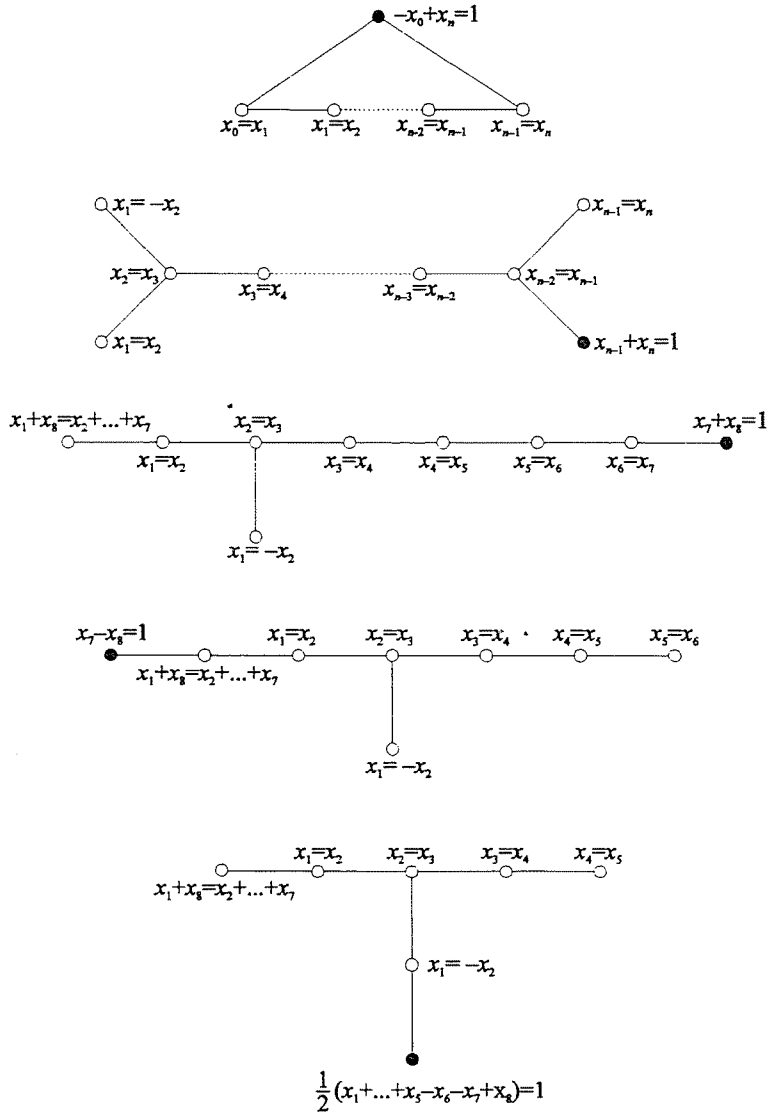 −x₀+xₙ=1
x₀=x₁ x₁=x₂ xₙ₋₂=xₙ₋₁ xₙ₋₁=xₙ
x₁= −x₂ xₙ₋₁=xₙ
x₂=x₃ xₙ₋₂=xₙ₋₁
x₃=x₄ xₙ₋₃=xₙ₋₂
x₁=x₂ xₙ₋₁+xₙ=1
x₁+x₈=x₂+...+x₇ x₂=x₃ x₇+x₈=1
x₁=x₂ x₃=x₄ x₄=x₅ x₅=x₆ x₆=x₇
x₁= −x₂
x₇−x₈=1 x₁=x₂ x₂=x₃ x₃=x₄ x₄=x₅ x₅=x₆
x₁+x₈=x₂+...+x₇
x₁= −x₂
x₁=x₂ x₂=x₃ x₃=x₄ x₄=x₅
x₁+x₈=x₂+...+x₇
x₁= −x₂
1/2 (x₁+...+x₅−x₆−x₇+x₈)=1